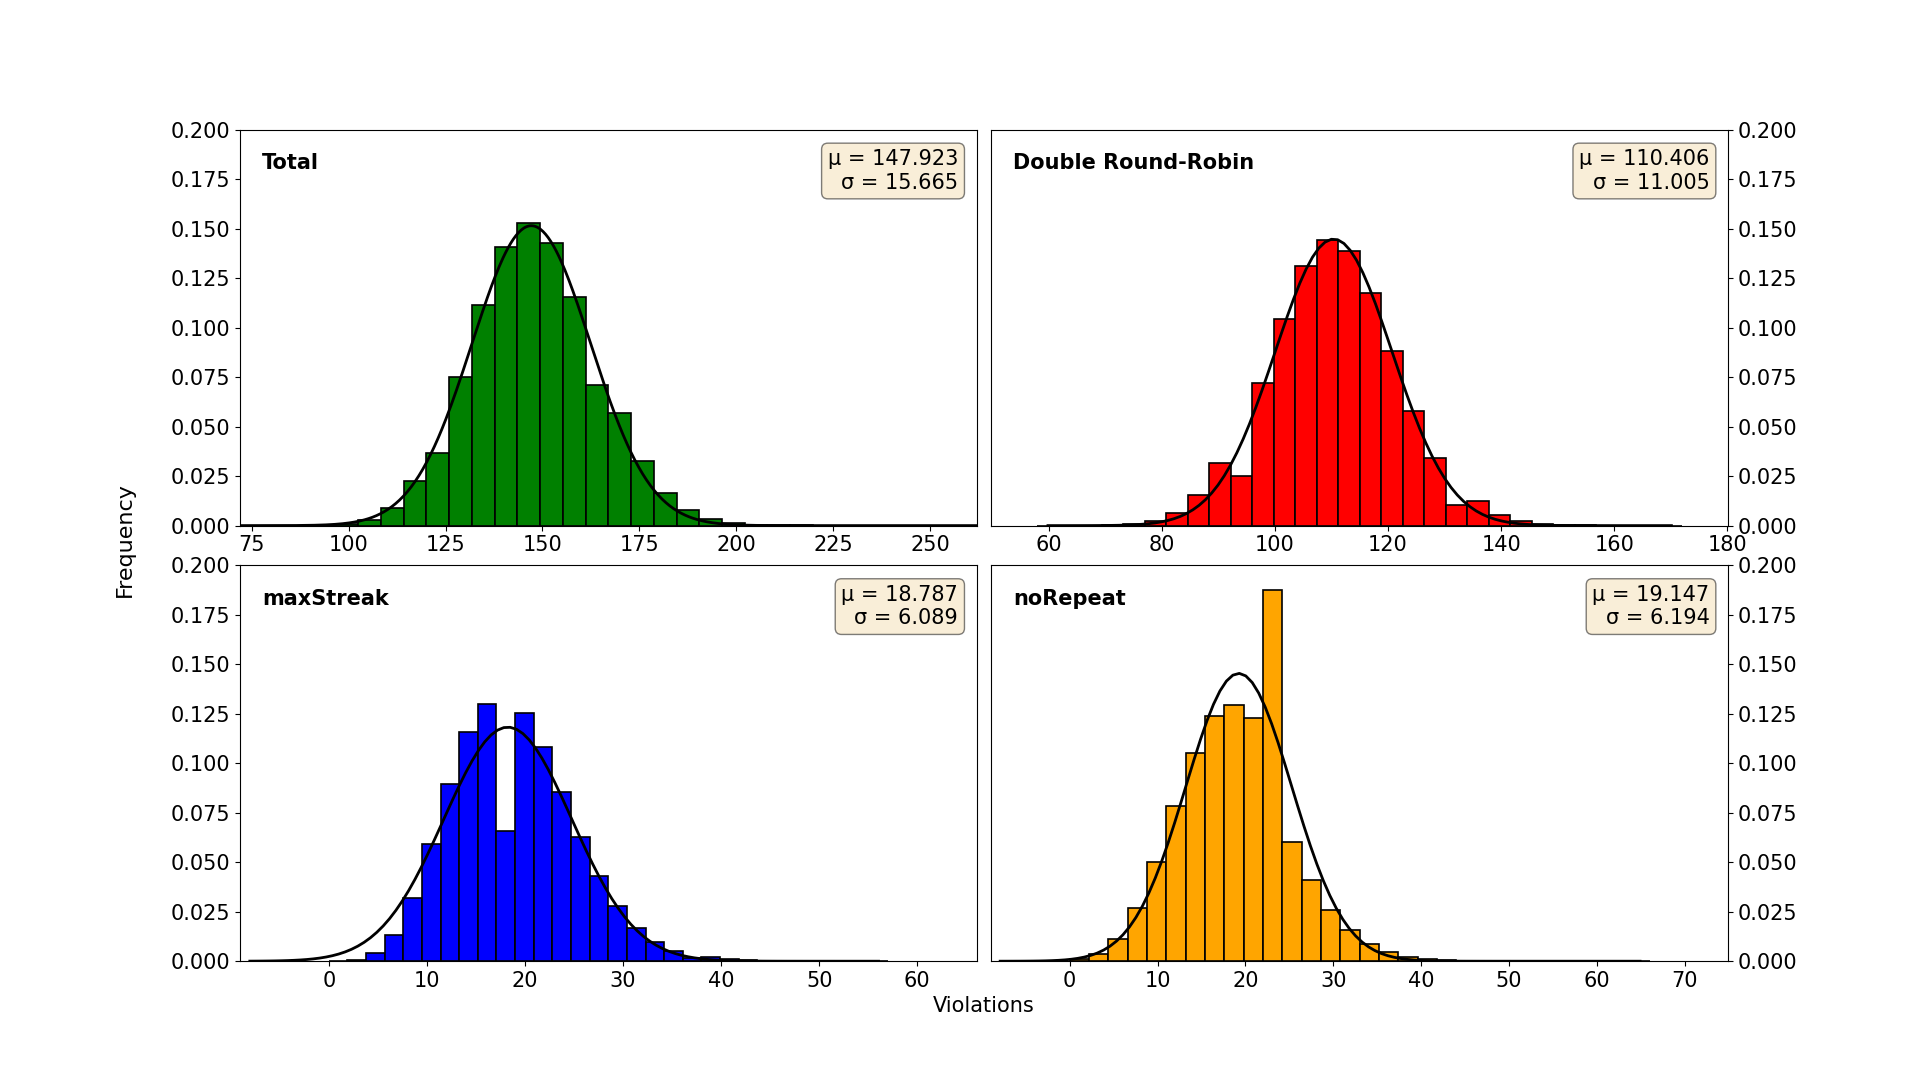 Frequency
0.200
0.175
0.150
0.125
0.100
0.075
0.050
0.025
0.000
Total
μ = 147.923
σ = 15.665
75 100 125 150 175 200 225 250
Double Round-Robin
μ = 110.406
σ = 11.005
60 80 100 120 140 160 180
0.200
0.175
0.150
0.125
0.100
0.075
0.050
0.025
0.000
0.200
0.175
0.150
0.125
0.100
0.075
0.050
0.025
0.000
maxStreak
μ = 18.787
σ = 6.089
0 10 20 30 40 50 60
noRepeat
μ = 19.147
σ = 6.194
0 10 20 30 40 50 60 70
0.200
0.175
0.150
0.125
0.100
0.075
0.050
0.025
0.000
Violations